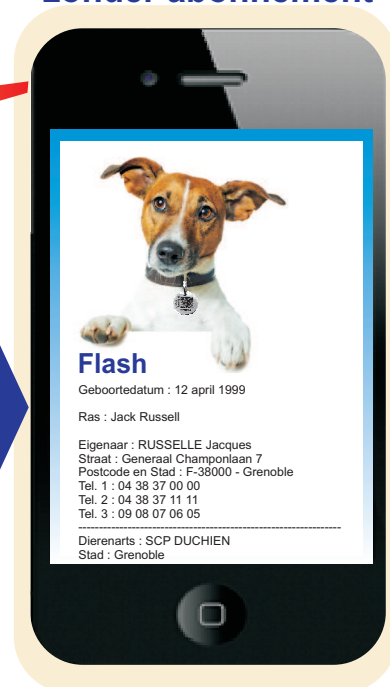 zonder abonnement
Flash
Geboortedatum : 12 april 1999
Ras : Jack Russell
Eigenaar : RUSSELLE Jacques
Straat : Generaal Champonlaan 7
Postcode en Stad : F-38000 - Grenoble
Tel. 1 : 04 38 37 00 00
Tel. 2 : 04 38 37 11 11
Tel. 3 : 09 08 07 06 05
----------------------------------------------------------------
Dierenarts : SCP DUCHIEN
Stad : Grenoble